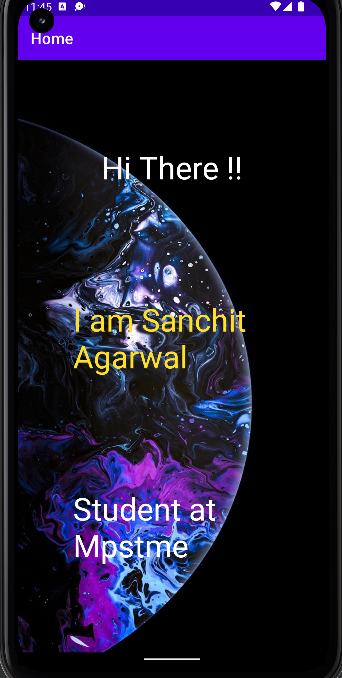 11:45
Home
Hi There !!
I am Sanchit
Agarwal
Student at
Mpstme